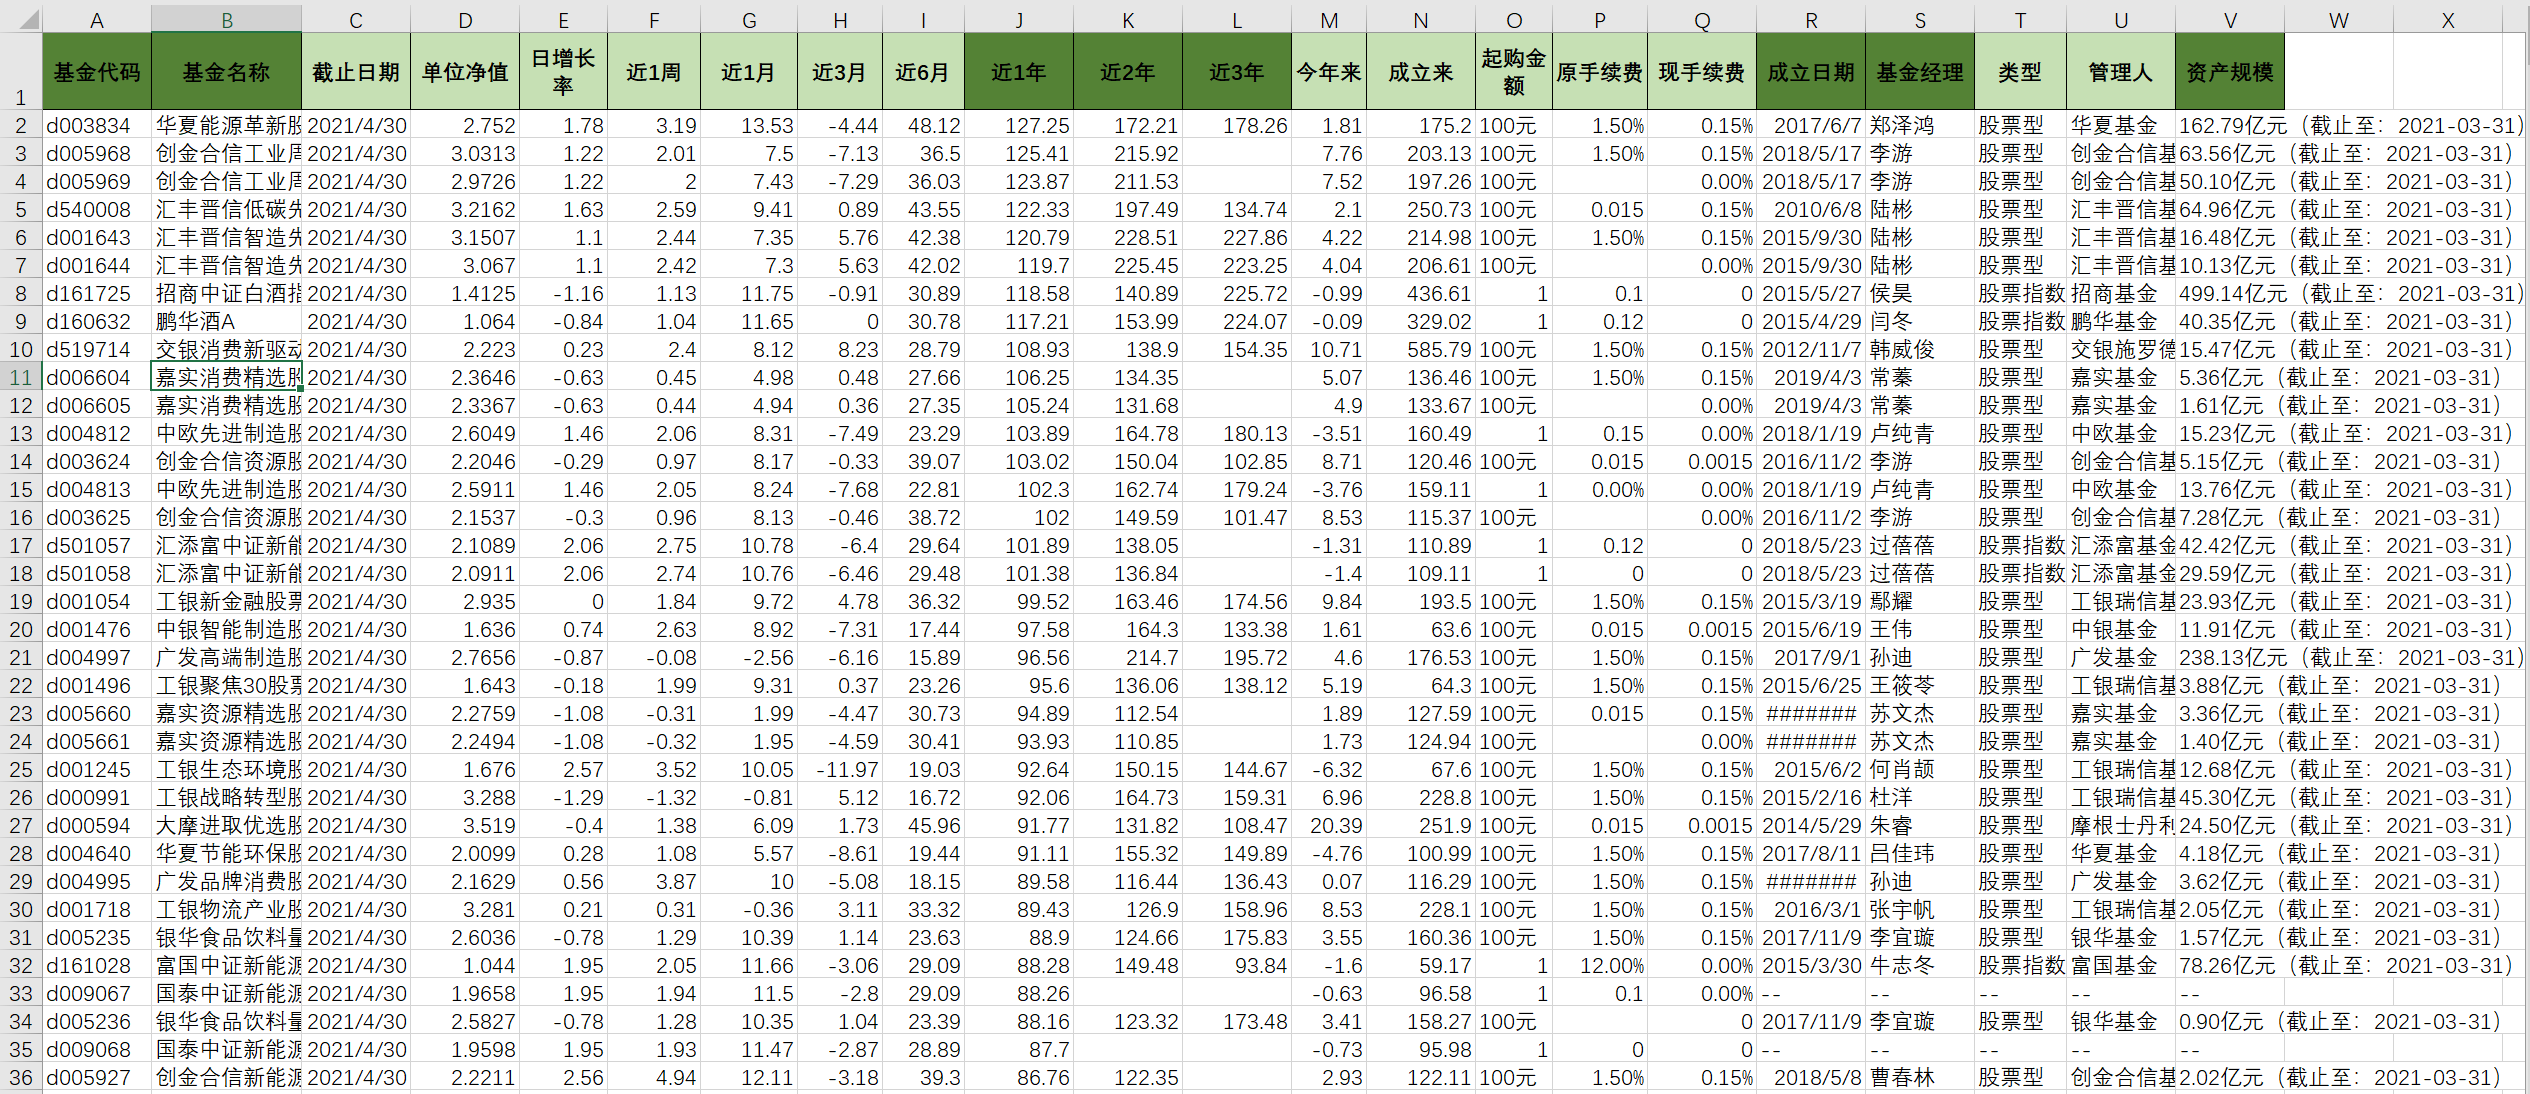 A B C D E F G H I J K L M N O P Q R S T U V W X
1 基金代码 基金名称 截止日期 单位净值 日增长率 近1周 近1月 近3月 近6月 近1年 近2年 近3年 今年来 成立来 起购金额 原手续费 现手续费 成立日期 基金经理 类型 管理人 资产规模
2 d003834 华夏能源革新股 2021/4/30 2.752 1.78 3.19 13.53 -4.44 48.12 127.25 172.21 178.26 1.81 175.2 100元 1.50% 0.15% 2017/6/7 郑泽鸿 股票型 华夏基金 162.79亿元（截止至：2021-03-31）
3 d005968 创金合信工业周 2021/4/30 3.0313 1.22 2.01 7.5 -7.13 36.5 125.41 215.92 7.76 203.13 100元 1.50% 0.15% 2018/5/17 李游 股票型 创金合信基 63.56亿元（截止至：2021-03-31）
4 d005969 创金合信工业周 2021/4/30 2.9726 1.22 2 7.43 -7.29 36.03 123.87 211.53 7.52 197.26 100元 0.00% 2018/5/17 李游 股票型 创金合信基 50.10亿元（截止至：2021-03-31）
5 d540008 汇丰晋信低碳先 2021/4/30 3.2162 1.63 2.59 9.41 0.89 43.55 122.33 197.49 134.74 2.1 250.73 100元 0.015 0.15% 2010/6/8 陆彬 股票型 汇丰晋信基 64.96亿元（截止至：2021-03-31）
6 d001643 汇丰晋信智造先 2021/4/30 3.1507 1.1 2.44 7.35 5.76 42.38 120.79 228.51 227.86 4.22 214.98 100元 1.50% 0.15% 2015/9/30 陆彬 股票型 汇丰晋信基 16.48亿元（截止至：2021-03-31）
7 d001644 汇丰晋信智造先 2021/4/30 3.067 1.1 2.42 7.3 5.63 42.02 119.7 225.45 223.25 4.04 206.61 100元 0.00% 2015/9/30 陆彬 股票型 汇丰晋信基 10.13亿元（截止至：2021-03-31）
8 d161725 招商中证白酒指 2021/4/30 1.4125 -1.16 1.13 11.75 -0.91 30.89 118.58 140.89 225.72 -0.99 436.61 1 0.1 0 2015/5/27 侯昊 股票指数 招商基金 499.14亿元（截止至：2021-03-31）
9 d160632 鹏华酒A 2021/4/30 1.064 -0.84 1.04 11.65 0 30.78 117.21 153.99 224.07 -0.09 329.02 1 0.12 0 2015/4/29 闫冬 股票指数 鹏华基金 40.35亿元（截止至：2021-03-31）
10 d519714 交银消费新驱动 2021/4/30 2.223 0.23 2.4 8.12 8.23 28.79 108.93 138.9 154.35 10.71 585.79 100元 1.50% 0.15% 2012/11/7 韩威俊 股票型 交银施罗德 15.47亿元（截止至：2021-03-31）
11 d006604 嘉实消费精选股 2021/4/30 2.3646 -0.63 0.45 4.98 0.48 27.66 106.25 134.35 5.07 136.46 100元 1.50% 0.15% 2019/4/3 常蓁 股票型 嘉实基金 5.36亿元（截止至：2021-03-31）
12 d006605 嘉实消费精选股 2021/4/30 2.3367 -0.63 0.44 4.94 0.36 27.35 105.24 131.68 4.9 133.67 100元 0.00% 2019/4/3 常蓁 股票型 嘉实基金 1.61亿元（截止至：2021-03-31）
13 d004812 中欧先进制造股 2021/4/30 2.6049 1.46 2.06 8.31 -7.49 23.29 103.89 164.78 180.13 -3.51 160.49 1 0.15 0.00% 2018/1/19 卢纯青 股票型 中欧基金 15.23亿元（截止至：2021-03-31）
14 d003624 创金合信资源股 2021/4/30 2.2046 -0.29 0.97 8.17 -0.33 39.07 103.02 150.04 102.85 8.71 120.46 100元 0.015 0.0015 2016/11/2 李游 股票型 创金合信基 5.15亿元（截止至：2021-03-31）
15 d004813 中欧先进制造股 2021/4/30 2.5911 1.46 2.05 8.24 -7.68 22.81 102.3 162.74 179.24 -3.76 159.11 1 0.00% 0.00% 2018/1/19 卢纯青 股票型 中欧基金 13.76亿元（截止至：2021-03-31）
16 d003625 创金合信资源股 2021/4/30 2.1537 -0.3 0.96 8.13 -0.46 38.72 102 149.59 101.47 8.53 115.37 100元 0.00% 2016/11/2 李游 股票型 创金合信基 7.28亿元（截止至：2021-03-31）
17 d501057 汇添富中证新能 2021/4/30 2.1089 2.06 2.75 10.78 -6.4 29.64 101.89 138.05 -1.31 110.89 1 0.12 0 2018/5/23 过蓓蓓 股票指数 汇添富基金 42.42亿元（截止至：2021-03-31）
18 d501058 汇添富中证新能 2021/4/30 2.0911 2.06 2.74 10.76 -6.46 29.48 101.38 136.84 -1.4 109.11 1 0 0 2018/5/23 过蓓蓓 股票指数 汇添富基金 29.59亿元（截止至：2021-03-31）
19 d001054 工银新金融股票 2021/4/30 2.935 0 1.84 9.72 4.78 36.32 99.52 163.46 174.56 9.84 193.5 100元 1.50% 0.15% 2015/3/19 鄢耀 股票型 工银瑞信基 23.93亿元（截止至：2021-03-31）
20 d001476 中银智能制造股 2021/4/30 1.636 0.74 2.63 8.92 -7.31 17.44 97.58 164.3 133.38 1.61 63.6 100元 0.015 0.0015 2015/6/19 王伟 股票型 中银基金 11.91亿元（截止至：2021-03-31）
21 d004997 广发高端制造股 2021/4/30 2.7656 -0.87 -0.08 -2.56 -6.16 15.89 96.56 214.7 195.72 4.6 176.53 100元 1.50% 0.15% 2017/9/1 孙迪 股票型 广发基金 238.13亿元（截止至：2021-03-31）
22 d001496 工银聚焦30股票 2021/4/30 1.643 -0.18 1.99 9.31 0.37 23.26 95.6 136.06 138.12 5.19 64.3 100元 1.50% 0.15% 2015/6/25 王筱苓 股票型 工银瑞信基 3.88亿元（截止至：2021-03-31）
23 d005660 嘉实资源精选股 2021/4/30 2.2759 -1.08 -0.31 1.99 -4.47 30.73 94.89 112.54 1.89 127.59 100元 0.015 0.15% ####### 苏文杰 股票型 嘉实基金 3.36亿元（截止至：2021-03-31）
24 d005661 嘉实资源精选股 2021/4/30 2.2494 -1.08 -0.32 1.95 -4.59 30.41 93.93 110.85 1.73 124.94 100元 0.00% ####### 苏文杰 股票型 嘉实基金 1.40亿元（截止至：2021-03-31）
25 d001245 工银生态环境股 2021/4/30 1.676 2.57 3.52 10.05 -11.97 19.03 92.64 150.15 144.67 -6.32 67.6 100元 1.50% 0.15% 2015/6/2 何肖颉 股票型 工银瑞信基 12.68亿元（截止至：2021-03-31）
26 d000991 工银战略转型股 2021/4/30 3.288 -1.29 -1.32 -0.81 5.12 16.72 92.06 164.73 159.31 6.96 228.8 100元 1.50% 0.15% 2015/2/16 杜洋 股票型 工银瑞信基 45.30亿元（截止至：2021-03-31）
27 d000594 大摩进取优选股 2021/4/30 3.519 -0.4 1.38 6.09 1.73 45.96 91.77 131.82 108.47 20.39 251.9 100元 0.015 0.0015 2014/5/29 朱睿 股票型 摩根士丹利 24.50亿元（截止至：2021-03-31）
28 d004640 华夏节能环保股 2021/4/30 2.0099 0.28 1.08 5.57 -8.61 19.44 91.11 155.32 149.89 -4.76 100.99 100元 1.50% 0.15% 2017/8/11 吕佳玮 股票型 华夏基金 4.18亿元（截止至：2021-03-31）
29 d004995 广发品牌消费股 2021/4/30 2.1629 0.56 3.87 10 -5.08 18.15 89.58 116.44 136.43 0.07 116.29 100元 1.50% 0.15% ####### 孙迪 股票型 广发基金 3.62亿元（截止至：2021-03-31）
30 d001718 工银物流产业股 2021/4/30 3.281 0.21 0.31 -0.36 3.11 33.32 89.43 126.9 158.96 8.53 228.1 100元 1.50% 0.15% 2016/3/1 张宇帆 股票型 工银瑞信基 2.05亿元（截止至：2021-03-31）
31 d005235 银华食品饮料量 2021/4/30 2.6036 -0.78 1.29 10.39 1.14 23.63 88.9 124.66 175.83 3.55 160.36 100元 1.50% 0.15% 2017/11/9 李宜璇 股票型 银华基金 1.57亿元（截止至：2021-03-31）
32 d161028 富国中证新能源 2021/4/30 1.044 1.95 2.05 11.66 -3.06 29.09 88.28 149.48 93.84 -1.6 59.17 1 12.00% 0.00% 2015/3/30 牛志冬 股票指数 富国基金 78.26亿元（截止至：2021-03-31）
33 d009067 国泰中证新能源 2021/4/30 1.9658 1.95 1.94 11.5 -2.8 29.09 88.26 -0.63 96.58 1 0.1 0.00% -- -- -- -- --
34 d005236 银华食品饮料量 2021/4/30 2.5827 -0.78 1.28 10.35 1.04 23.39 88.16 123.32 173.48 3.41 158.27 100元 0 2017/11/9 李宜璇 股票型 银华基金 0.90亿元（截止至：2021-03-31）
35 d009068 国泰中证新能源 2021/4/30 1.9598 1.95 1.93 11.47 -2.87 28.89 87.7 -0.73 95.98 1 0 0 -- -- -- -- --
36 d005927 创金合信新能源 2021/4/30 2.2211 2.56 4.94 12.11 -3.18 39.3 86.76 122.35 2.93 122.11 100元 1.50% 0.15% 2018/5/8 曹春林 股票型 创金合信基 2.02亿元（截止至：2021-03-31）